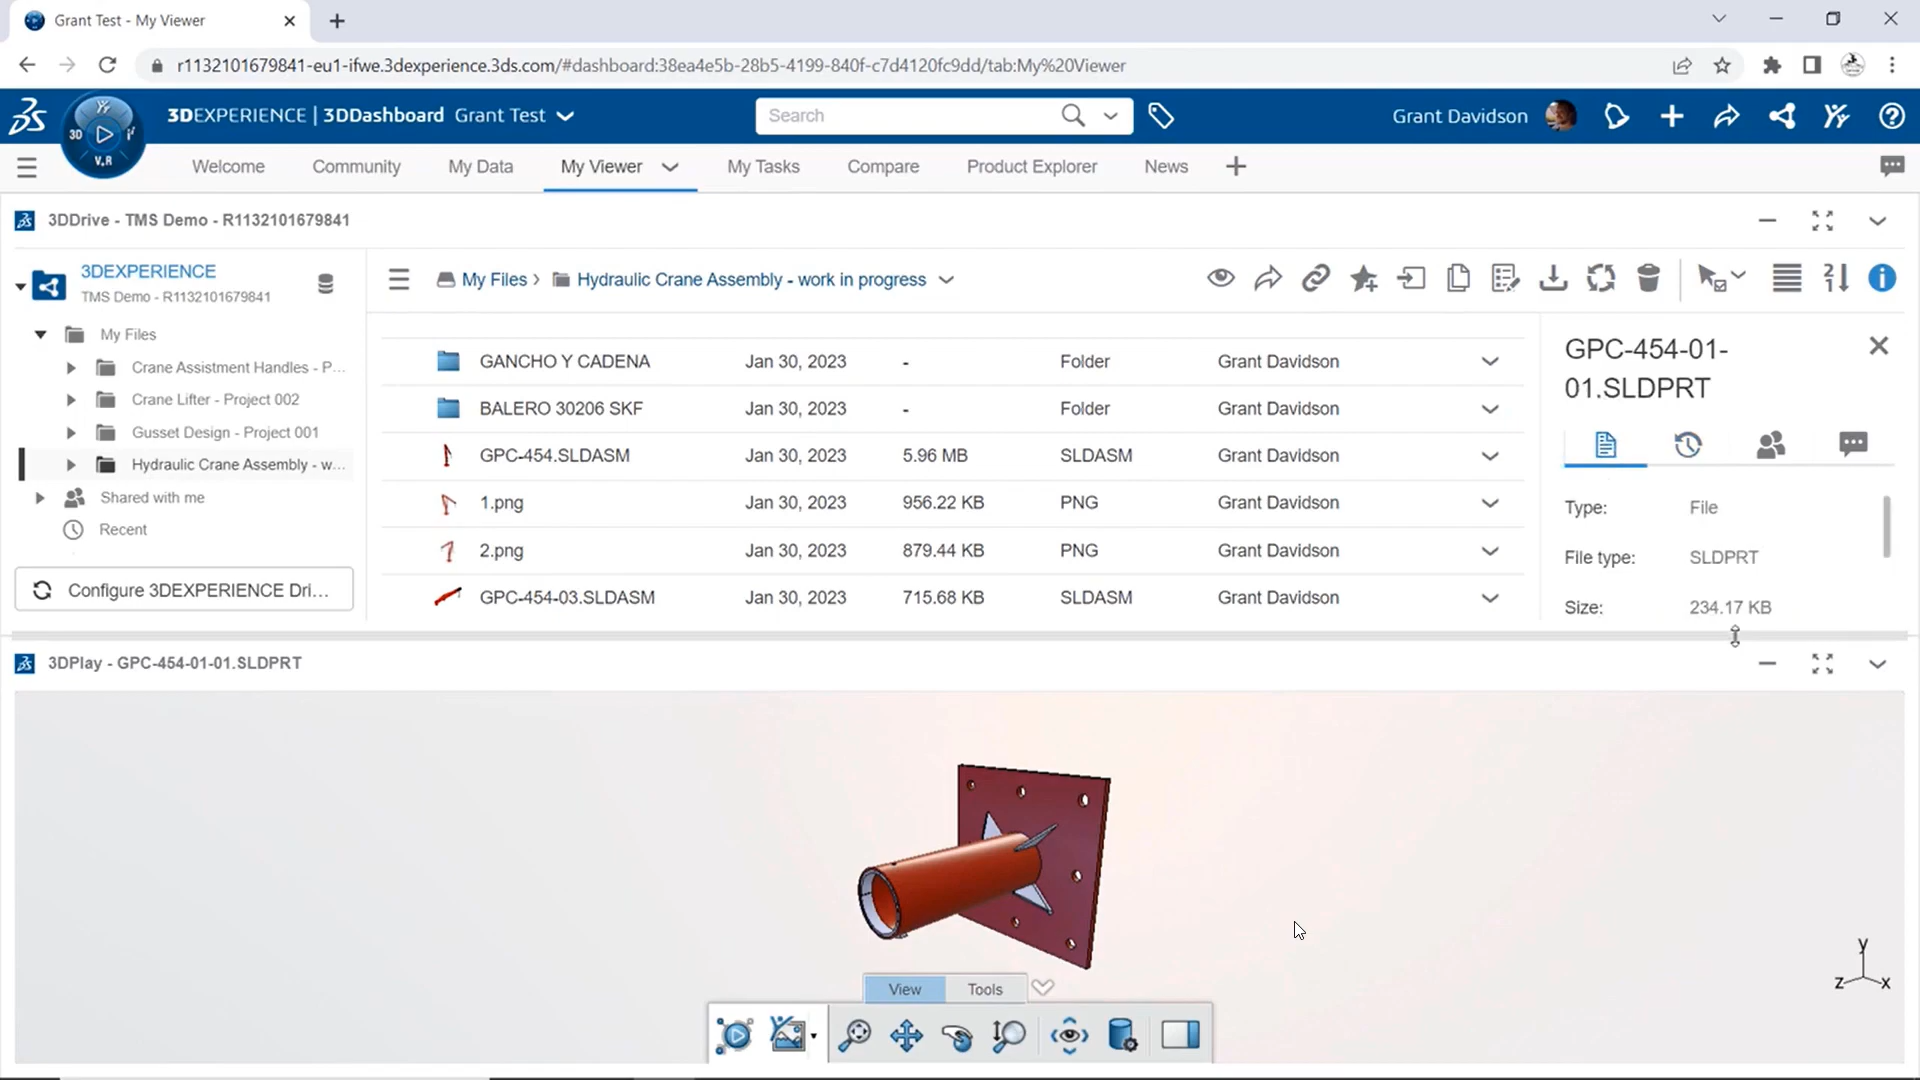 Grant Test - My Viewer
r1132101679841-eu1-ifwe.3dexperience.3ds.com/#dashboard:38ea4e5b-28b5-4199-840f-c7d4120fc9dd/tab:My%20Viewer
3D V.R 3DEXPERIENCE | 3DDashboard Grant Test Search Grant Davidson
Welcome Community My Data My Viewer My Tasks Compare Product Explorer News
3DDrive - TMS Demo - R1132101679841
3DEXPERIENCE
TMS Demo - R1132101679841
My Files
Crane Assistment Handles - P...
Crane Lifter - Project 002
Gusset Design - Project 001
Hydraulic Crane Assembly - w...
Shared with me
Recent
Configure 3DEXPERIENCE Dri...
My Files Hydraulic Crane Assembly - work in progress
GANCHO Y CADENA Jan 30, 2023 - Folder Grant Davidson
BALERO 30206 SKF Jan 30, 2023 - Folder Grant Davidson
GPC-454.SLDASM Jan 30, 2023 5.96 MB SLDASM Grant Davidson
1.png Jan 30, 2023 956.22 KB PNG Grant Davidson
2.png Jan 30, 2023 879.44 KB PNG Grant Davidson
GPC-454-03.SLDASM Jan 30, 2023 715.68 KB SLDASM Grant Davidson
GPC-454-01-
01.SLDPRT
Type: File
File type: SLDPRT
Size: 234.17 KB
3DPlay - GPC-454-01-01.SLDPRT
y
z x
View Tools